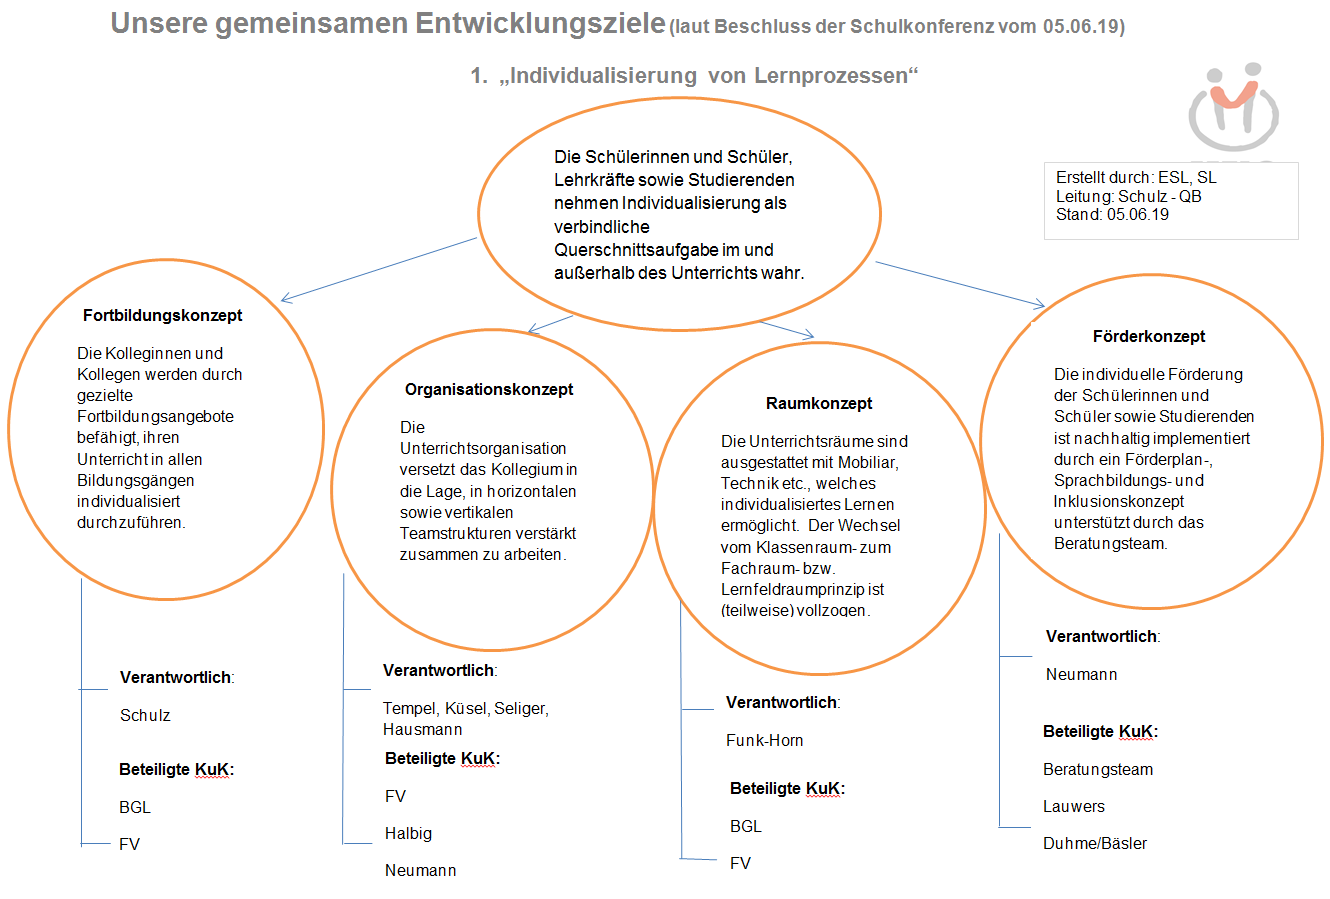 Unsere gemeinsamen Entwicklungsziele (laut Beschluss der Schulkonferenz vom 05.06.19)
1. „Individualisierung von Lernprozessen“
Die Schülerinnen und Schüler,
Lehrkräfte sowie Studierenden
nehmen Individualisierung als
verbindliche
Querschnittsaufgabe im und
außerhalb des Unterrichts wahr.
Erstellt durch: ESL, SL
Leitung: Schulz - QB
Stand: 05.06.19
Fortbildungskonzept
Die Kolleginnen und
Kollegen werden durch
gezielte
Fortbildungsangebote
befähigt, ihren
Unterricht in allen
Bildungsgängen
individualisiert
durchzuführen.
Verantwortlich:
Schulz
Beteiligte KuK:
BGL
FV
Organisationskonzept
Die
Unterrichtsorganisation
versetzt das Kollegium in
die Lage, in horizontalen
sowie vertikalen
Teamstrukturen verstärkt
zusammen zu arbeiten.
Verantwortlich:
Tempel, Küsel, Seliger,
Hausmann
Beteiligte KuK:
FV
Halbig
Neumann
Raumkonzept
Die Unterrichtsräume sind
ausgestattet mit Mobiliar,
Technik etc., welches
individualisiertes Lernen
ermöglicht. Der Wechsel
vom Klassenraum- zum
Fachraum- bzw.
Lernfeldraumprinzip ist
(teilweise) vollzogen.
Verantwortlich:
Funk-Horn
Beteiligte KuK:
BGL
FV
Förderkonzept
Die individuelle Förderung
der Schülerinnen und
Schüler sowie Studierenden
ist nachhaltig implementiert
durch ein Förderplan-,
Sprachbildungs- und
Inklusionskonzept
unterstützt durch das
Beratungsteam.
Verantwortlich:
Neumann
Beteiligte KuK:
Beratungsteam
Lauwers
Duhme/Bäsler